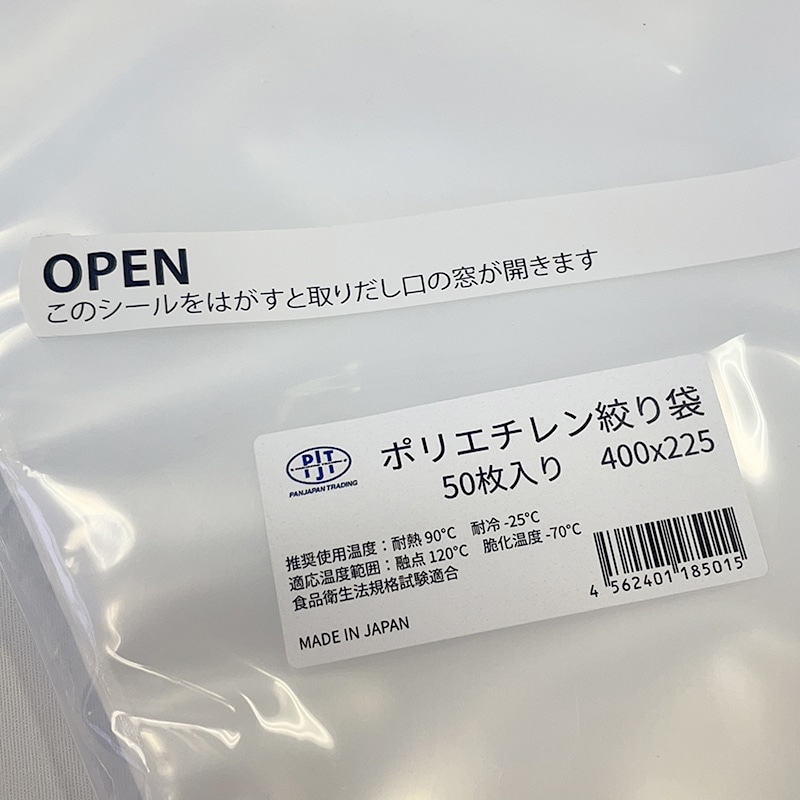 OPEN
このシールをはがすと取りだし口の窓が開きます
PJT
PANJAPAN TRADING
ポリエチレン絞り袋
50枚入り 400x225
推奨使用温度：耐熱 90°C 耐冷 -25°C
適応温度範囲：融点 120°C 脆化温度 -70°C
食品衛生法規格試験適合
MADE IN JAPAN
4 562401 185015